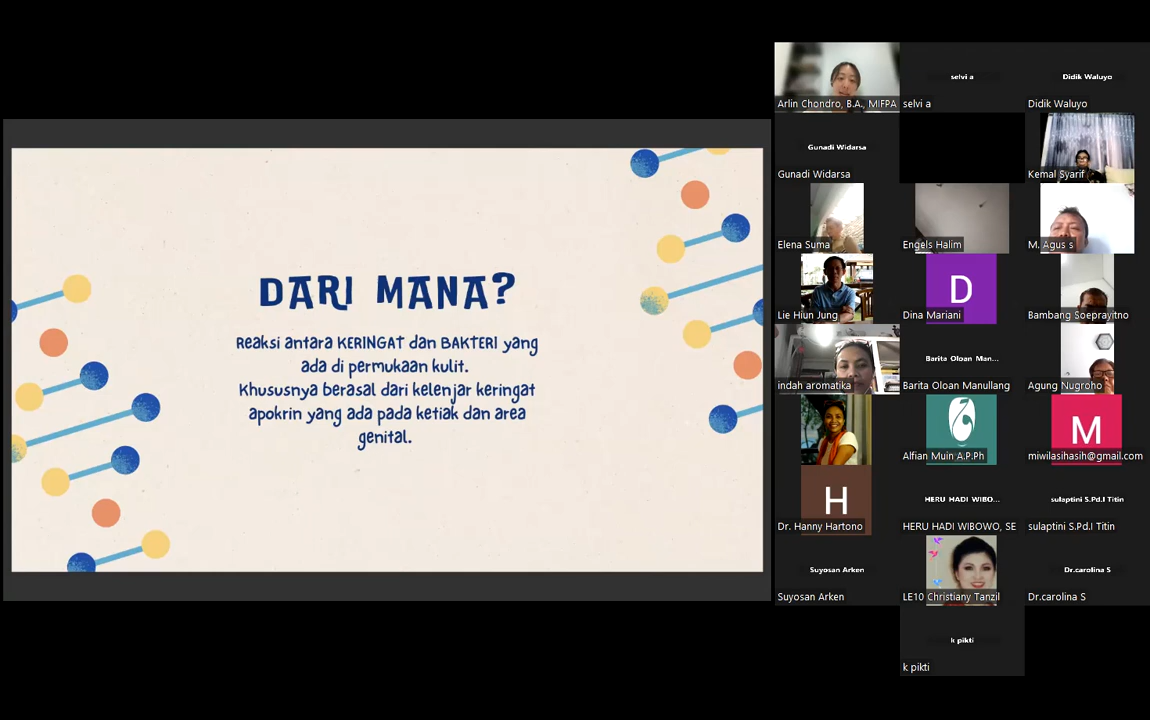 DARI MANA?
Reaksi antara KERINGAT dan BAKTERI yang
ada di permukaan kulit.
Khususnya berasal dari kelenjar keringat
apokrin yang ada pada ketiak dan area
genital.
Arlin Chondro, B.A., MIFPA
selvi a
selvi a
Didik Waluyo
Didik Waluyo
Gunadi Widarsa
Gunadi Widarsa
Kemal Syarif
Elena Suma
Engels Halim
M. Agus s
Lie Hiun Jung
D
Dina Mariani
Bambang Soeprayitno
indah aromatika
Barita Oloan Man...
Barita Oloan Manullang
Agung Nugroho
Alfian Muin A.P.Ph
M
miwilasihasih@gmail.com
H
Dr. Hanny Hartono
HERU HADI WIBO...
HERU HADI WIBOWO, SE
sulaptini S.Pd.I Titin
sulaptini S.Pd.I Titin
Suyosan Arken
Suyosan Arken
LE10 Christiany Tanzil
Dr.carolina S
Dr.carolina S
k pikti
k pikti